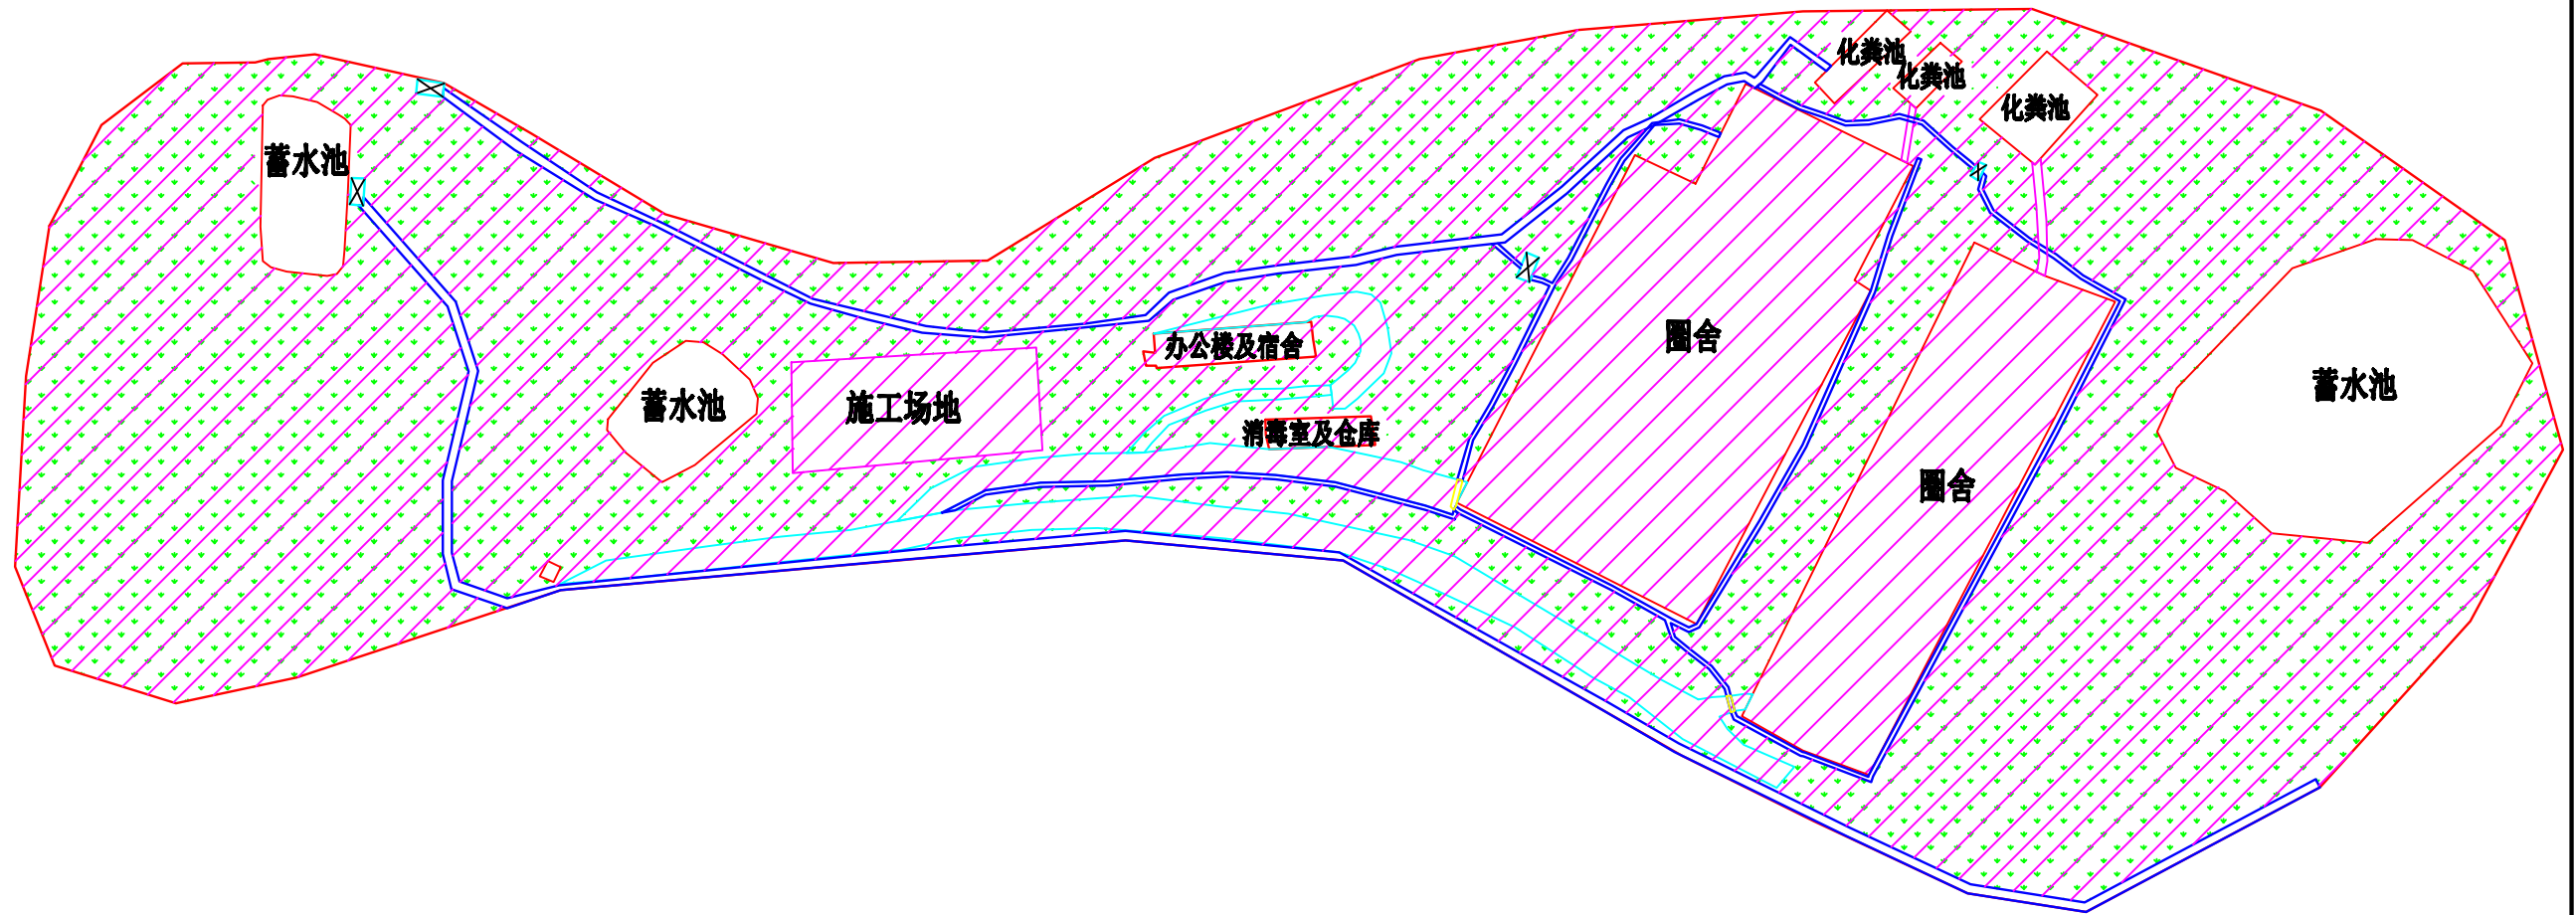 化粪池
化粪池
化粪池
蓄水池
圈舍
办公楼及宿舍
蓄水池
蓄水池
施工场地
消毒室及仓库
圈舍